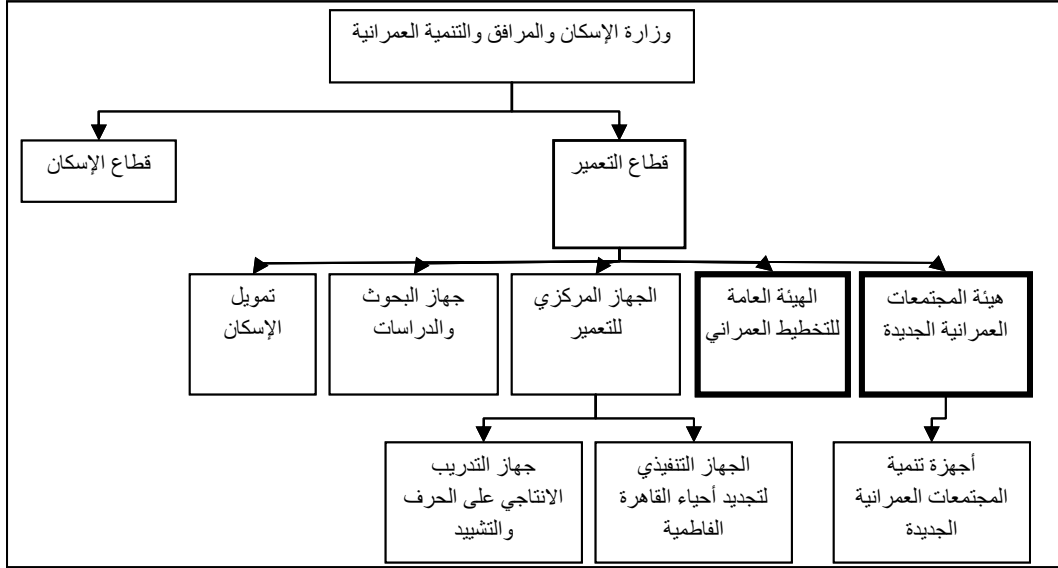 وزارة الإسكان والمرافق والتنمية العمرانية
قطاع التعمير
قطاع الإسكان
هيئة المجتمعات
العمرانية الجديدة
الهيئة العامة
للتخطيط العمراني
الجهاز المركزي
للتعمير
جهاز البحوث
والدراسات
تمويل
الإسكان
أجهزة تنمية
المجتمعات العمرانية
الجديدة
الجهاز التنفيذي
لتجديد أحياء القاهرة
الفاطمية
جهاز التدريب
الانتاجي على الحرف
والتشييد